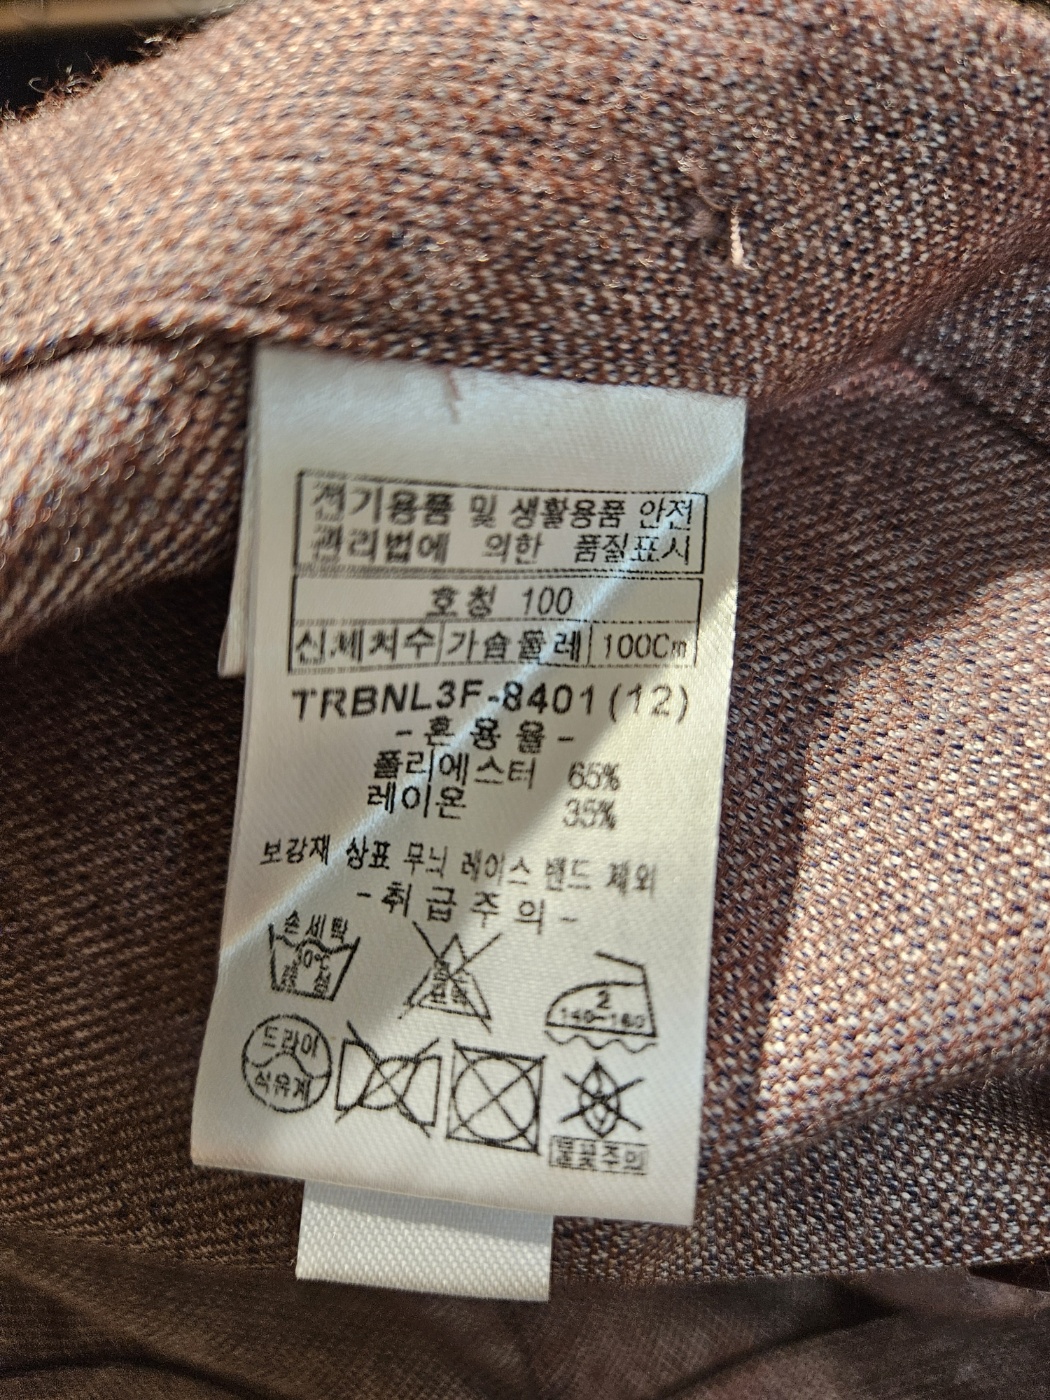 전기용품 및 생활용품 안전
관리법에 의한 품질표시
호칭 100
신체치수 가슴둘레 100Cm
TRBNL3F-8401(12)
-혼용율-
폴리에스터 65%
레이온 35%
보강재 상표 무늬 레이스 밴드 제외
-취급주의-
손세탁
30℃
중성
염소
표백
2
140~160
드라이
석유계
불꽃주의